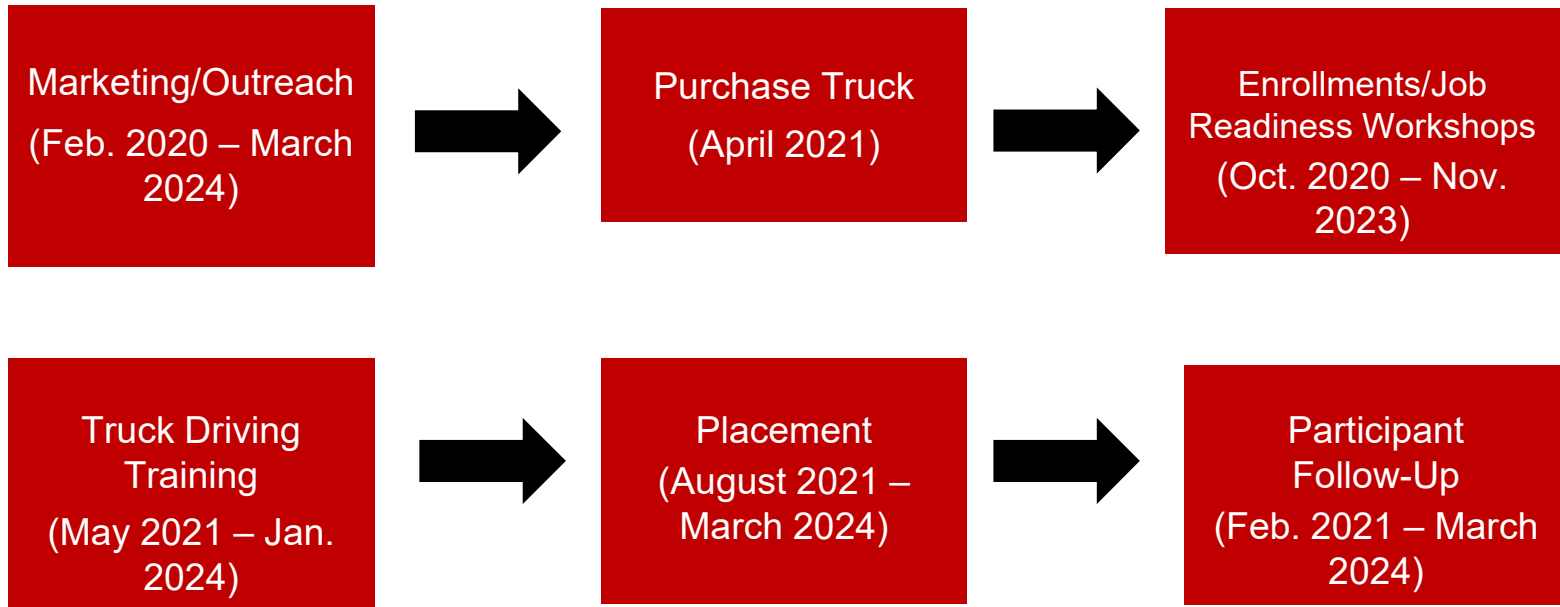 Marketing/Outreach
(Feb. 2020 – March
2024)
Purchase Truck
(April 2021)
Enrollments/Job
Readiness Workshops
(Oct. 2020 – Nov.
2023)
Truck Driving
Training
(May 2021 – Jan.
2024)
Placement
(August 2021 –
March 2024)
Participant
Follow-Up
(Feb. 2021 – March
2024)